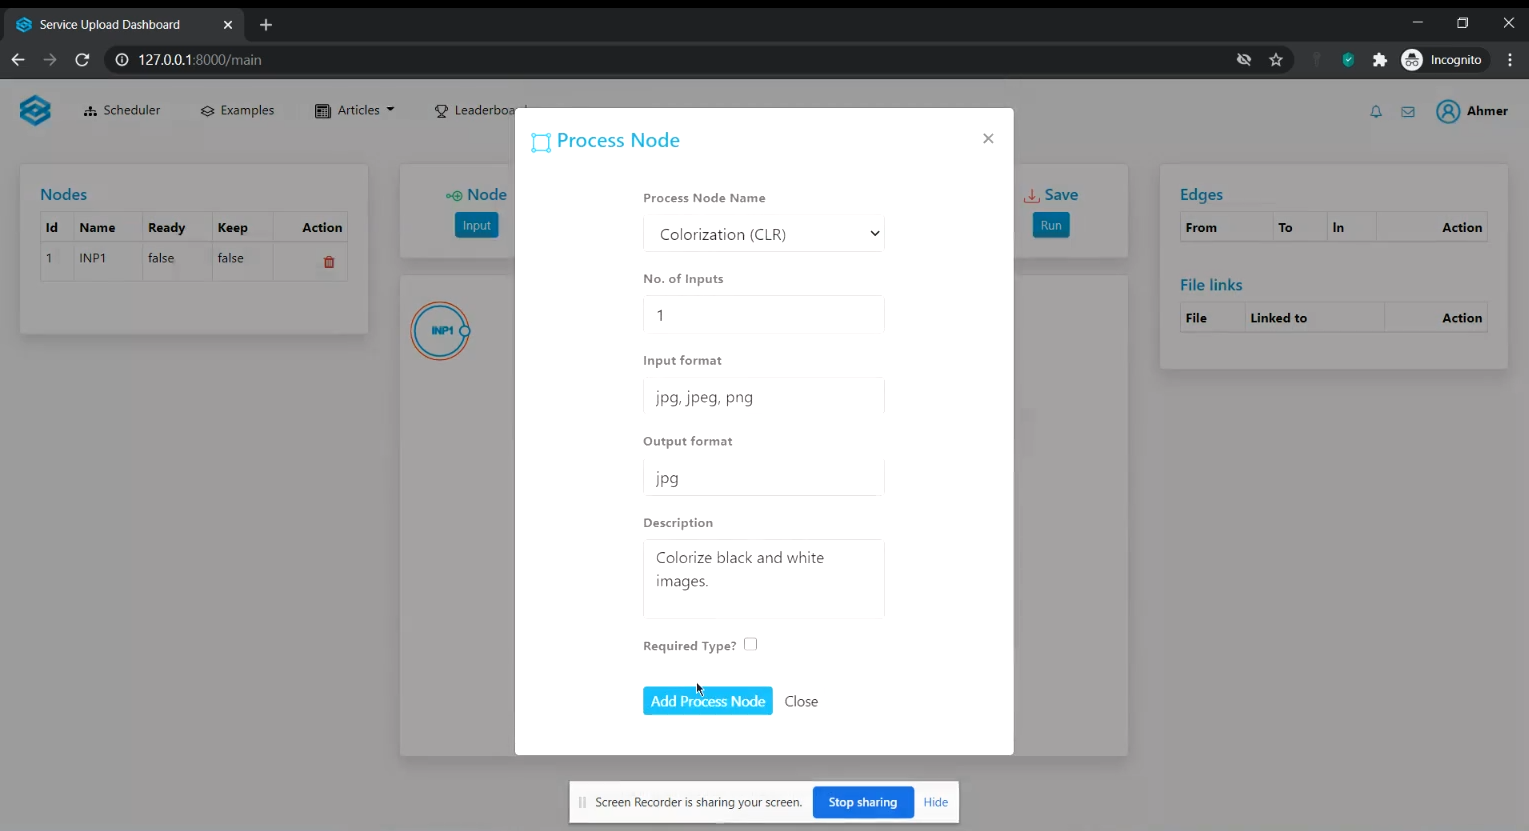 Service Upload Dashboard
127.0.0.1:8000/main
Incognito
Scheduler
Examples
Articles
Leaderboa
Ahmer
Nodes
Id Name Ready Keep Action
1 INP1 false false
Node
Input
INP1
Process Node
Process Node Name
Colorization (CLR)
No. of Inputs
1
Input format
jpg, jpeg, png
Output format
jpg
Description
Colorize black and white
images.
Required Type?
Add Process Node Close
Save
Run
Edges
From To In Action
File links
File Linked to Action
Screen Recorder is sharing your screen. Stop sharing Hide